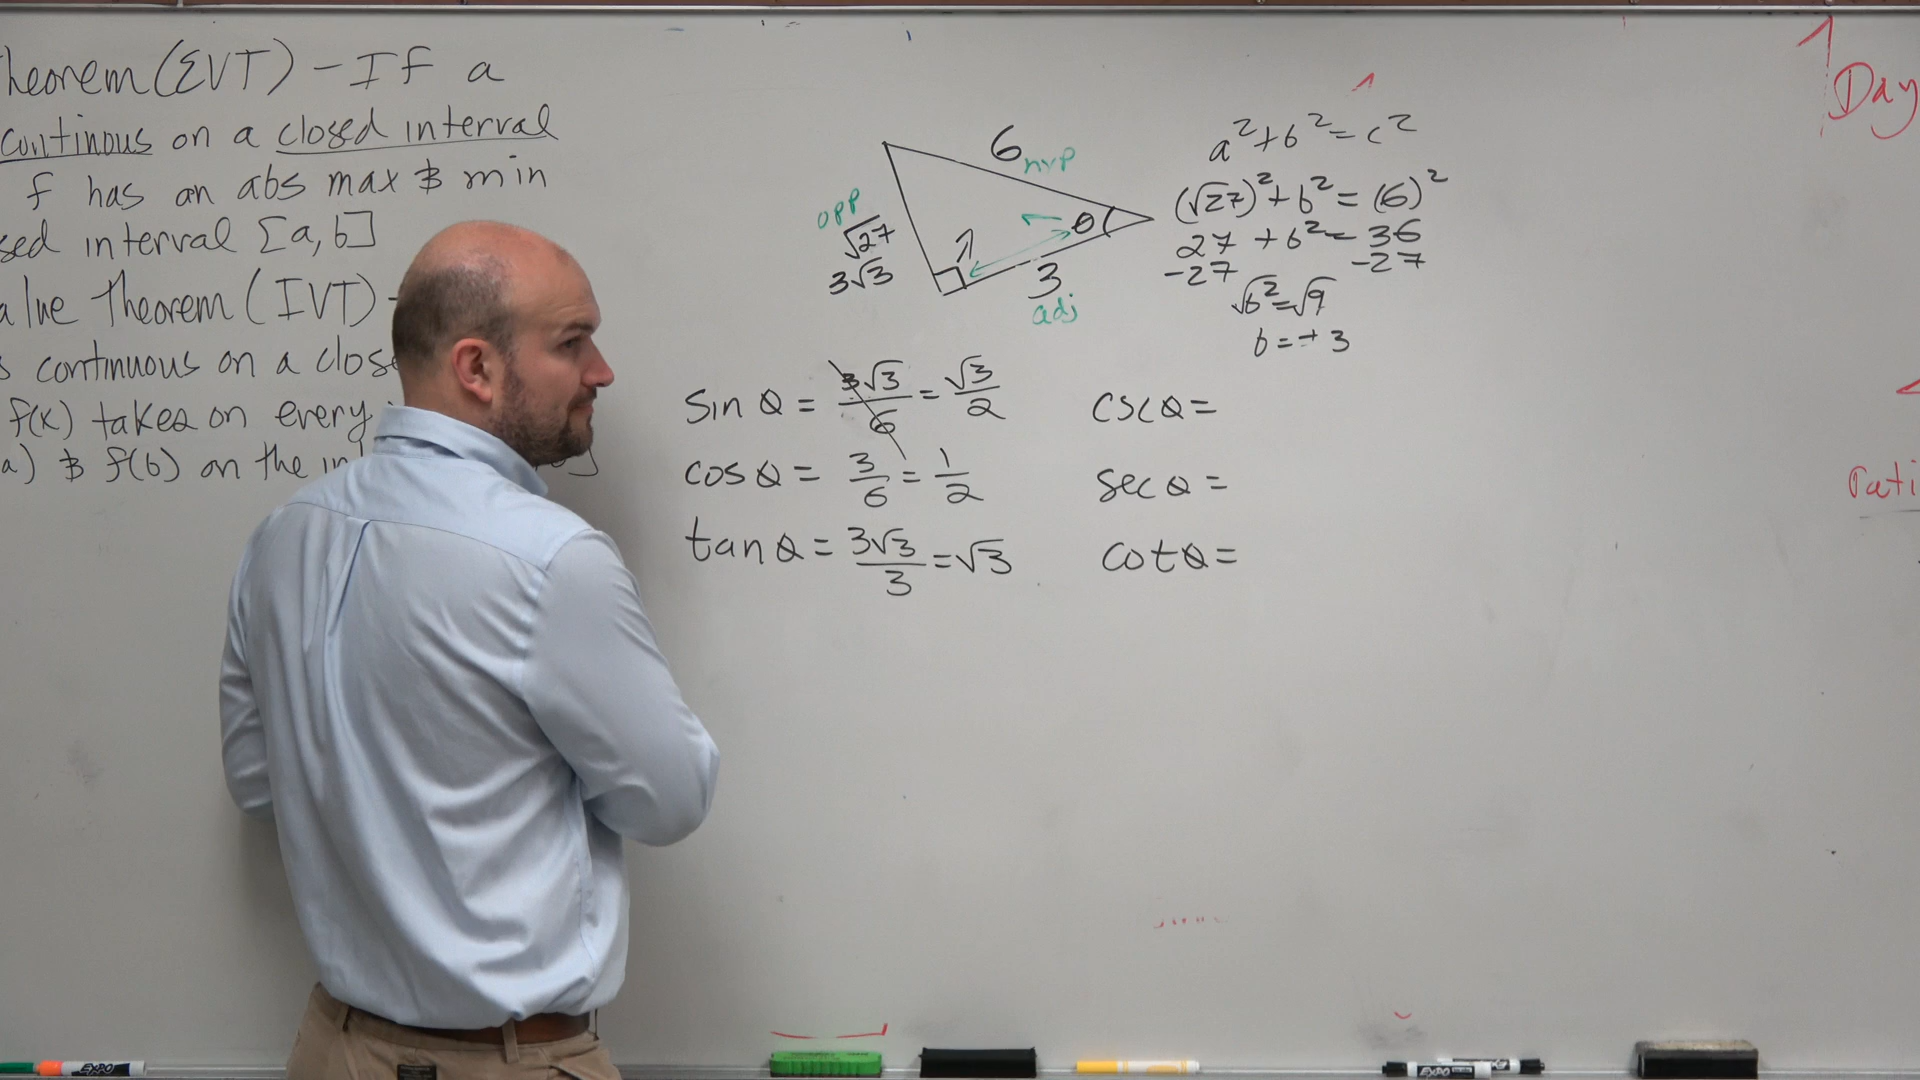 heorem (EVT) - If a
continous on a closed interval
f has an abs max & min
sed interval [a,b]
alue Theorem (IVT) -
s continuous on a close
f(x) takes on every
a) & f(b) on the in
6 hyp
opp
√27
3√3
θ
3
adj
a²+b²=c²
(√27)²+b²=(6)²
27+b²=36
-27 -27
√b²=√9
b=±3
sin θ = 3√3/6 = √3/2
cos θ = 3/6 = 1/2
tan θ = 3√3/3 = √3
csc θ =
sec θ =
cot θ =
Day
rati
EXPO
EXPO